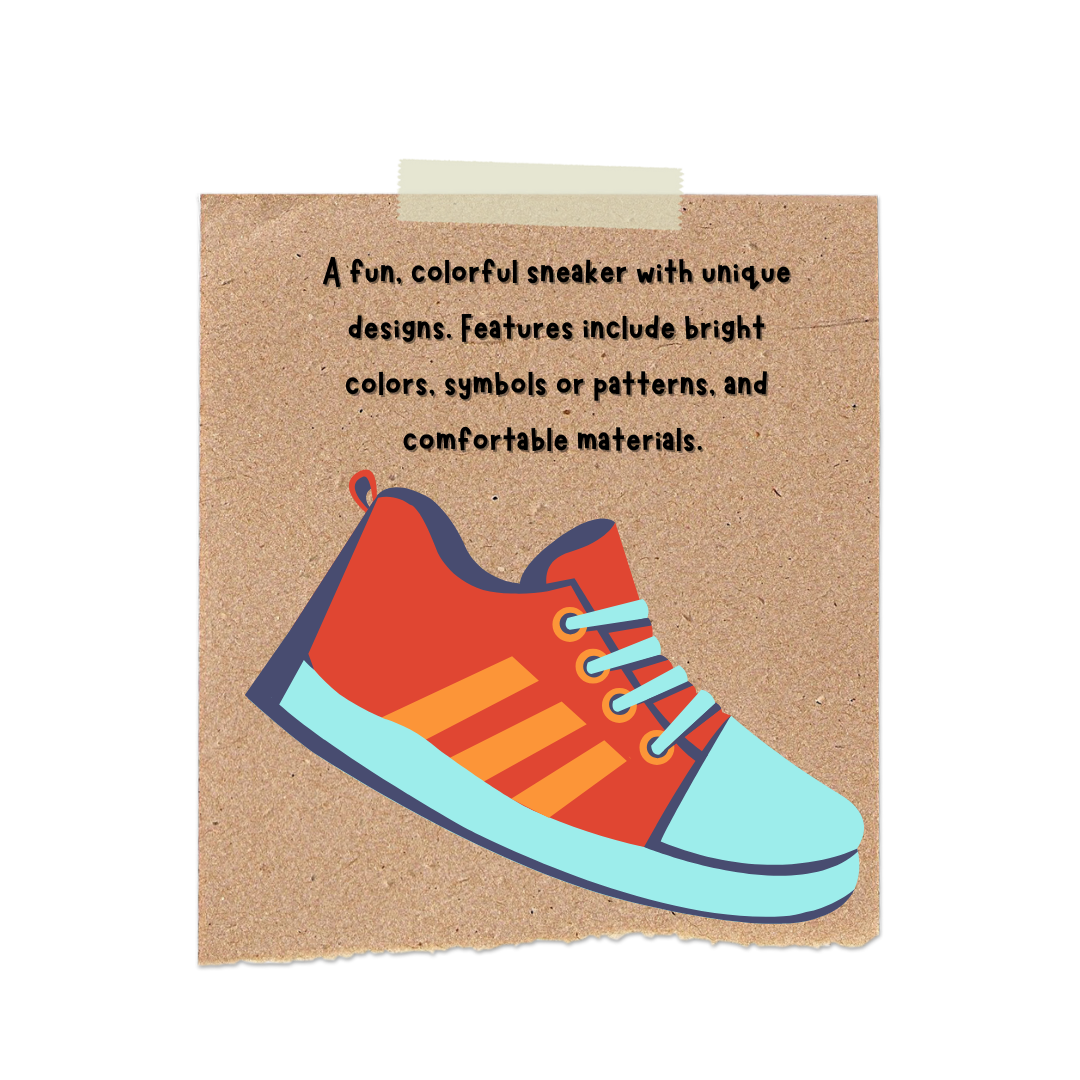 A fun, colorful sneaker with unique
designs. Features include bright
colors, symbols or patterns, and
comfortable materials.